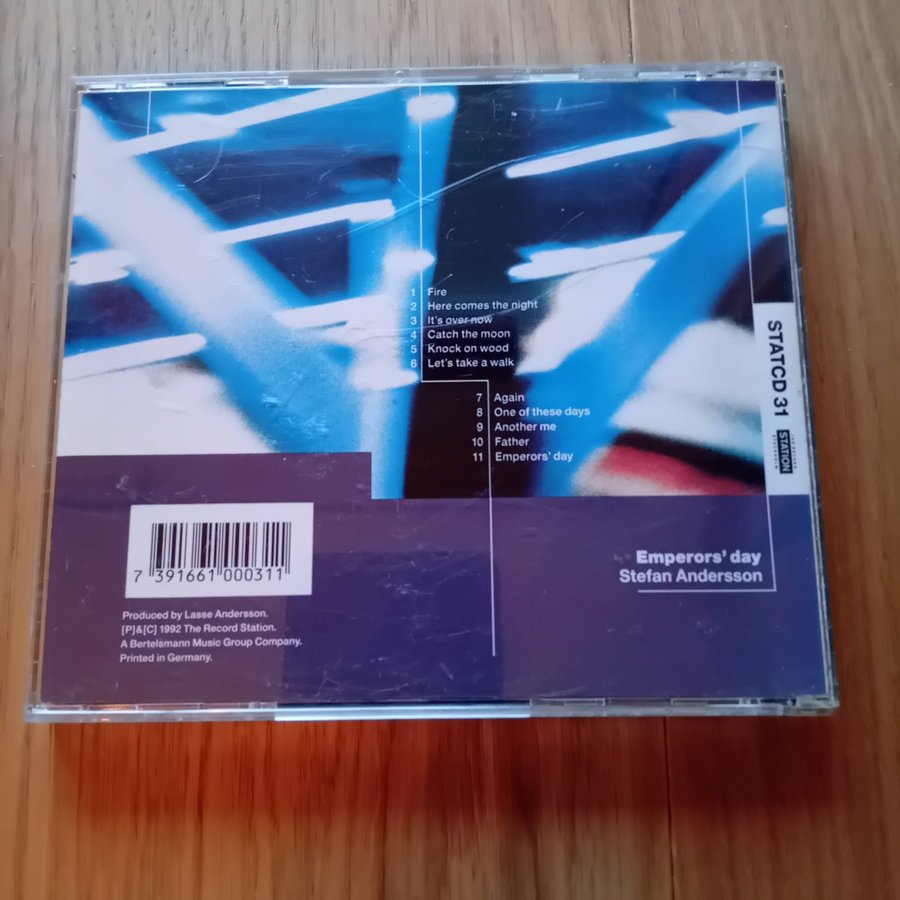 1 Fire
2 Here comes the night
3 It's over now
4 Catch the moon
5 Knock on wood
6 Let's take a walk
7 Again
8 One of these days
9 Another me
10 Father
11 Emperors' day
STATCD 31
STATION
Emperors' day
Stefan Andersson
7 391661 000311
Produced by Lasse Andersson.
[P]&[C] 1992 The Record Station.
A Bertelsmann Music Group Company.
Printed in Germany.